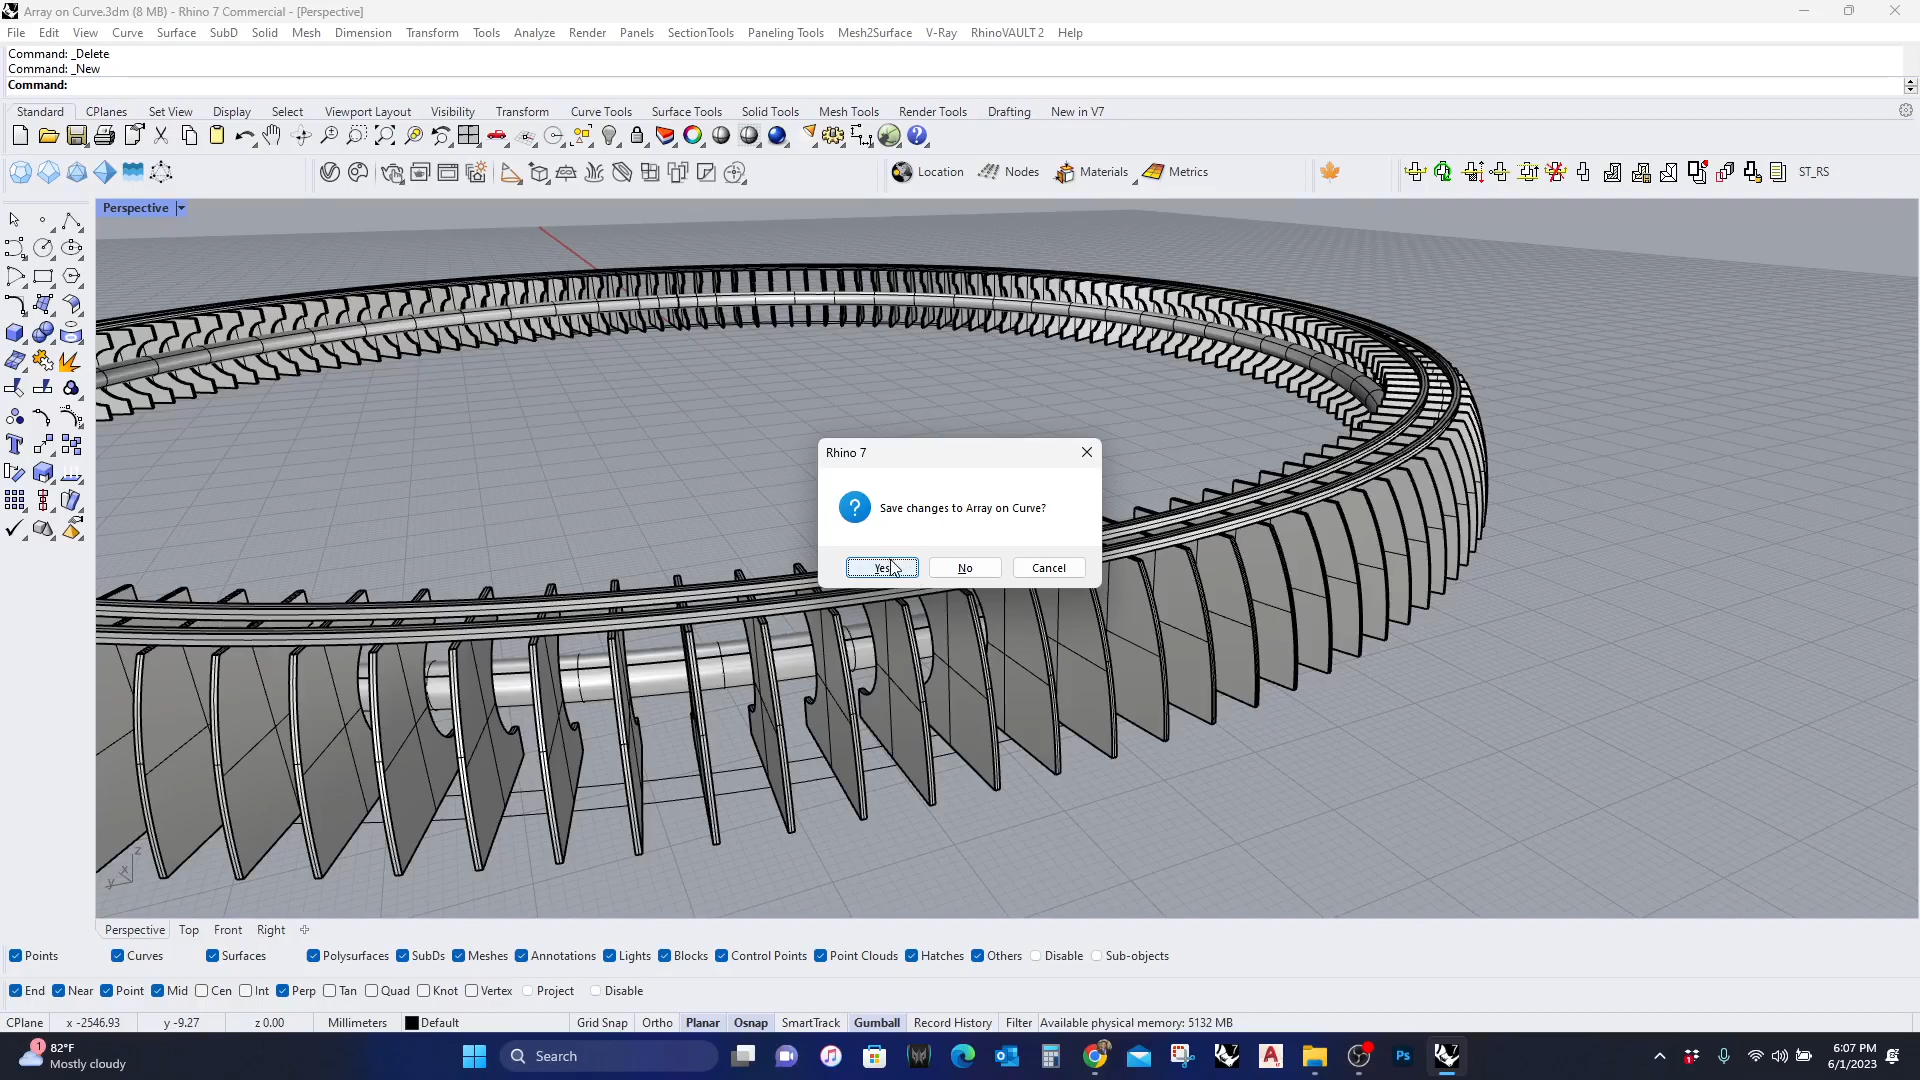 Array on Curve.3dm (8 MB) - Rhino 7 Commercial - [Perspective]
File Edit View Curve Surface SubD Solid Mesh Dimension Transform Tools Analyze Render Panels SectionTools Paneling Tools Mesh2Surface V-Ray RhinoVAULT 2 Help
Command: _Delete
Command: _New
Command:
Standard CPlanes Set View Display Select Viewport Layout Visibility Transform Curve Tools Surface Tools Solid Tools Mesh Tools Render Tools Drafting New in V7
Location Nodes Materials Metrics ST_RS
Perspective
Rhino 7
Save changes to Array on Curve?
Yes No Cancel
z
x
y
Perspective Top Front Right
Points Curves Surfaces Polysurfaces SubDs Meshes Annotations Lights Blocks Control Points Point Clouds Hatches Others Disable Sub-objects
End Near Point Mid Cen Int Perp Tan Quad Knot Vertex Project Disable
CPlane x -2546.93 y -9.27 z 0.00 Millimeters Default Grid Snap Ortho Planar Osnap SmartTrack Gumball Record History Filter Available physical memory: 5132 MB
1 82°F
Mostly cloudy
Search
Ps
6:07 PM
6/1/2023